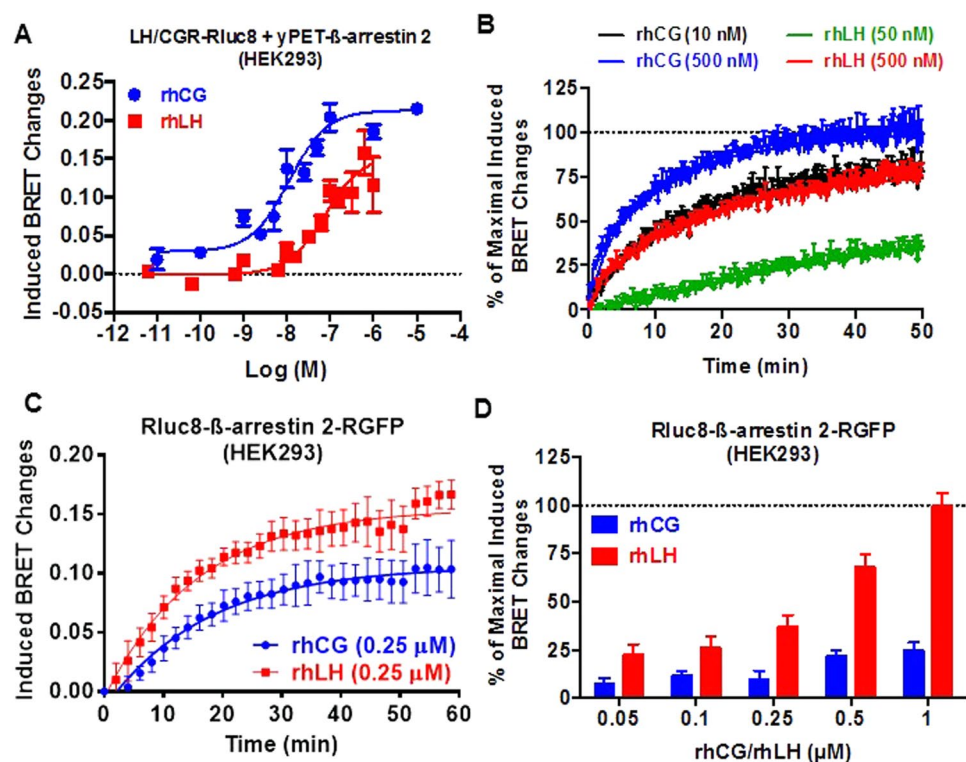 A
LH/CGR-Rluc8 + yPET-ß-arrestin 2
(HEK293)
Induced BRET Changes
0.25
0.20
0.15
0.10
0.05
0.00
-0.05
rhCG
rhLH
-12 -11 -10 -9 -8 -7 -6 -5 -4
Log (M)
B
rhCG (10 nM)
rhLH (50 nM)
rhCG (500 nM)
rhLH (500 nM)
% of Maximal Induced
BRET Changes
125
100
75
50
25
0
0 10 20 30 40 50
Time (min)
C
Rluc8-ß-arrestin 2-RGFP
(HEK293)
Induced BRET Changes
0.20
0.15
0.10
0.05
0.00
rhCG (0.25 µM)
rhLH (0.25 µM)
0 10 20 30 40 50 60
Time (min)
D
Rluc8-ß-arrestin 2-RGFP
(HEK293)
% of Maximal Induced
BRET Changes
125
100
75
50
25
0
rhCG
rhLH
0.05 0.1 0.25 0.5 1
rhCG/rhLH (µM)